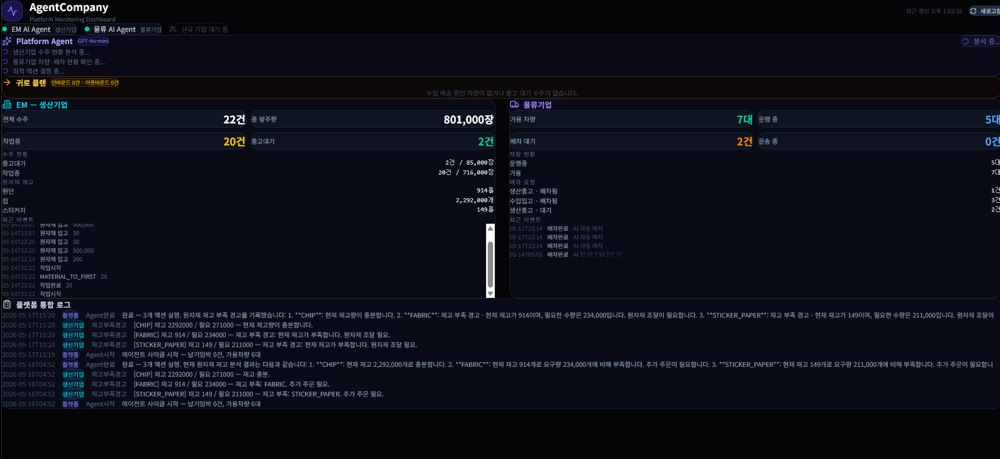 AgentCompany
Platform Monitoring Dashboard
최근 갱신 오후 1:03:38
새로고침
EM AI Agent 생산기업 물류 AI Agent 물류기업 신규 기업 대기 중
Platform Agent GPT-4o-mini
분석 중...
생산기업 수주 현황 분석 중...
물류기업 차량·배차 현황 확인 중...
최적 액션 결정 중...
귀로 플랜 인바운드 0건 · 아웃바운드 0건
수입 배송 중인 차량이 없거나 출고 대기 수주가 없습니다.
EM — 생산기업
전체 수주 22건 총 발주량 801,000장
작업중 20건 출고대기 2건
수주 현황
출고대기 2건 / 85,000장
작업중 20건 / 716,000장
원자재 재고
원단 914롤
칩 2,292,000개
스티커지 149롤
최근 이벤트
05-14T23:07 원자재 입고 500,000
05-14T23:07 원자재 입고 30
05-14T22:20 원자재 입고 30
05-14T22:20 원자재 입고 500,000
05-14T22:19 원자재 입고 200
05-14T21:22 작업시작
05-14T21:22 MATERIAL_TO_FIRST 20
05-14T21:22 작업완료 20
05-14T21:22 작업시작
물류기업
가용 차량 7대 운행 중 5대
배차 대기 2건 운송 중 0건
차량 현황
운행중 5대
가용 7대
배차 요청
생산출고 · 배차됨 1건
수입입고 · 배차됨 3건
생산출고 · 대기 2건
최근 이벤트
05-17T23:14 배차완료 AI 자동 배차
05-17T23:14 배차완료 AI 자동 배차
05-17T23:14 배차완료 AI 자동 배차
05-14T05:05 배차완료 AI ?? ?? ? 5? ??? ??
플랫폼 통합 로그
2026-05-17T15:20 플랫폼 Agent완료 완료 — 3개 액션 실행. 원자재 재고 부족 경고를 기록했습니다: 1. **CHIP**: 현재 재고량이 충분합니다. 2. **FABRIC**: 재고 부족 경고 - 현재 재고가 914이며, 필요한 수량은 234,000입니다. 원자재 조달이 필요합니다. 3. **STICKER_PAPER**: 재고 부족 경고 - 현재 재고가 149이며, 필요한 수량은 211,000입니다. 원자재 조달이
2026-05-17T15:20 생산기업 재고부족경고 [CHIP] 재고 2292000 / 필요 271000 — 현재 재고량이 충분합니다.
2026-05-17T15:20 생산기업 재고부족경고 [FABRIC] 재고 914 / 필요 234000 — 재고 부족 경고: 현재 재고가 부족합니다. 원자재 조달 필요.
2026-05-17T15:20 생산기업 재고부족경고 [STICKER_PAPER] 재고 149 / 필요 211000 — 재고 부족 경고: 현재 재고가 부족합니다. 원자재 조달 필요.
2026-05-17T15:19 플랫폼 Agent시작 에이전트 사이클 시작 — 납기임박 0건, 가용차량 6대
2026-05-16T04:52 플랫폼 Agent완료 완료 — 3개 액션 실행. 현재 원자재 재고 분석 결과는 다음과 같습니다: 1. **CHIP**: 현재 재고 2,292,000개로 충분합니다. 2. **FABRIC**: 현재 재고 914개로 요구량 234,000개에 비해 부족합니다. 추가 주문이 필요합니다. 3. **STICKER_PAPER**: 현재 재고 149개로 요구량 211,000개에 비해 부족합니다. 추가 주문이 필요합니
2026-05-16T04:52 생산기업 재고부족경고 [CHIP] 재고 2292000 / 필요 271000 — 재고 충분.
2026-05-16T04:52 생산기업 재고부족경고 [FABRIC] 재고 914 / 필요 234000 — 재고 부족: FABRIC. 추가 주문 필요.
2026-05-16T04:52 생산기업 재고부족경고 [STICKER_PAPER] 재고 149 / 필요 211000 — 재고 부족: STICKER_PAPER. 추가 주문 필요.
2026-05-16T04:52 플랫폼 Agent시작 에이전트 사이클 시작 — 납기임박 0건, 가용차량 6대